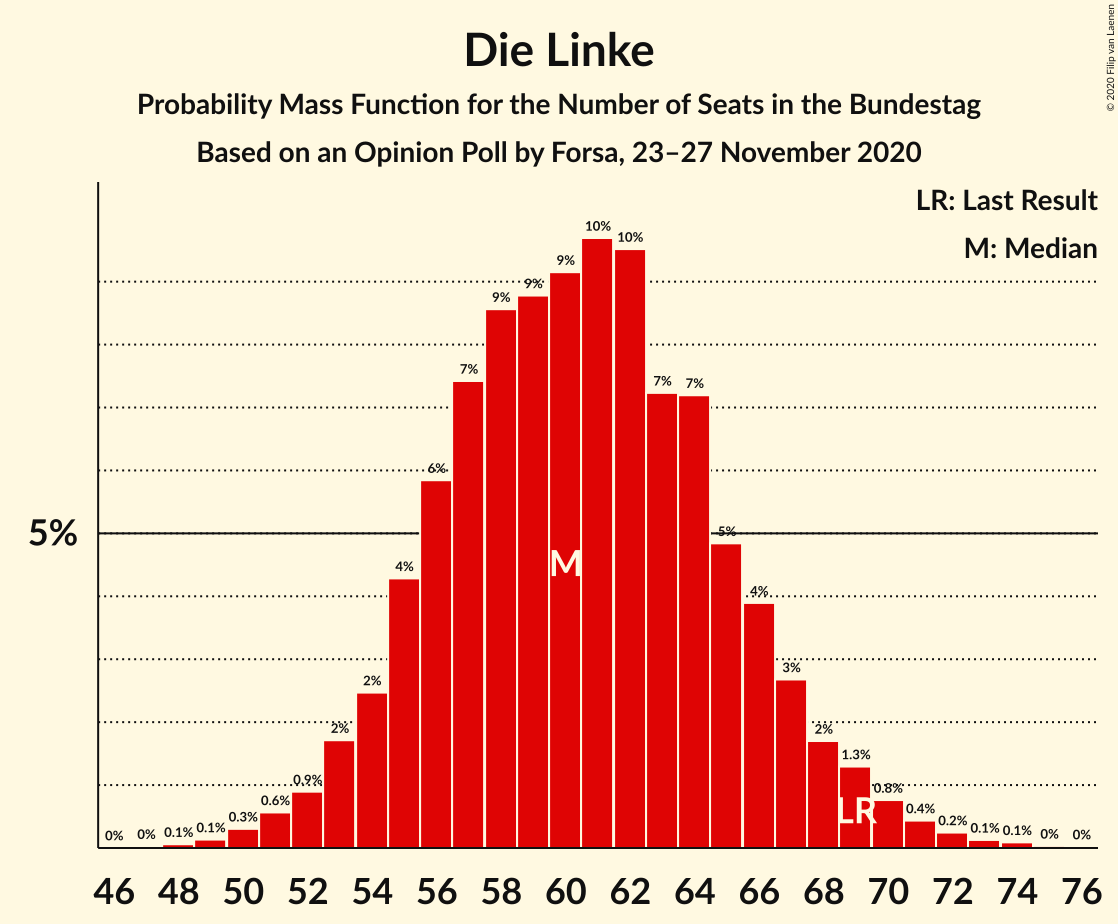 © 2020 Filip van Laenen
Die Linke
Probability Mass Function for the Number of Seats in the Bundestag
Based on an Opinion Poll by Forsa, 23–27 November 2020
LR: Last Result
M: Median
5%
0% 0% 0.1% 0.1% 0.3% 0.6% 0.9% 2% 2% 4% 6% 7% 9% 9% 9% 10% 10% 7% 7% 5% 4% 3% 2% 1.3% 0.8% 0.4% 0.2% 0.1% 0.1% 0% 0%
M
LR
46 48 50 52 54 56 58 60 62 64 66 68 70 72 74 76